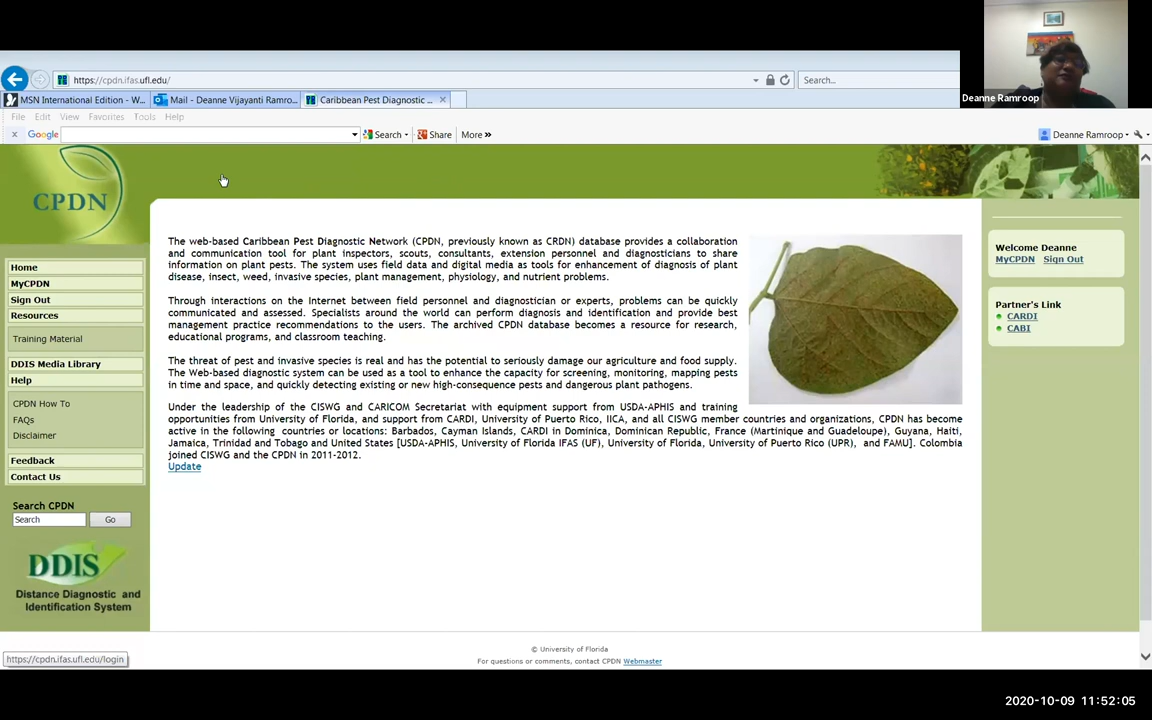 https://cpdn.ifas.ufl.edu/
Search...
Deanne Ramroop
MSN International Edition - W...
Mail - Deanne Vijayanti Ramro...
Caribbean Pest Diagnostic ...
File Edit View Favorites Tools Help
x Google Search Share More »
Deanne Ramroop
CPDN
Home
MyCPDN
Sign Out
Resources
Training Material
DDIS Media Library
Help
CPDN How To
FAQs
Disclaimer
Feedback
Contact Us
Search CPDN
Search Go
DDIS
Distance Diagnostic and
Identification System
The web-based Caribbean Pest Diagnostic Network (CPDN, previously known as CRDN) database provides a collaboration
and communication tool for plant inspectors, scouts, consultants, extension personnel and diagnosticians to share
information on plant pests. The system uses field data and digital media as tools for enhancement of diagnosis of plant
disease, insect, weed, invasive species, plant management, physiology, and nutrient problems.
Through interactions on the Internet between field personnel and diagnostician or experts, problems can be quickly
communicated and assessed. Specialists around the world can perform diagnosis and identification and provide best
management practice recommendations to the users. The archived CPDN database becomes a resource for research,
educational programs, and classroom teaching.
The threat of pest and invasive species is real and has the potential to seriously damage our agriculture and food supply.
The Web-based diagnostic system can be used as a tool to enhance the capacity for screening, monitoring, mapping pests
in time and space, and quickly detecting existing or new high-consequence pests and dangerous plant pathogens.
Under the leadership of the CISWG and CARICOM Secretariat with equipment support from USDA-APHIS and training
opportunities from University of Florida, and support from CARDI, University of Puerto Rico, IICA, and all CISWG member countries and organizations, CPDN has become
active in the following countries or locations: Barbados, Cayman Islands, CARDI in Dominica, Dominican Republic, France (Martinique and Guadeloupe), Guyana, Haiti,
Jamaica, Trinidad and Tobago and United States [USDA-APHIS, University of Florida IFAS (UF), University of Florida, University of Puerto Rico (UPR), and FAMU]. Colombia
joined CISWG and the CPDN in 2011-2012.
Update
Welcome Deanne
MyCPDN Sign Out
Partner's Link
CARDI
CABI
https://cpdn.ifas.ufl.edu/login
© University of Florida
For questions or comments, contact CPDN Webmaster
2020-10-09 11:52:05